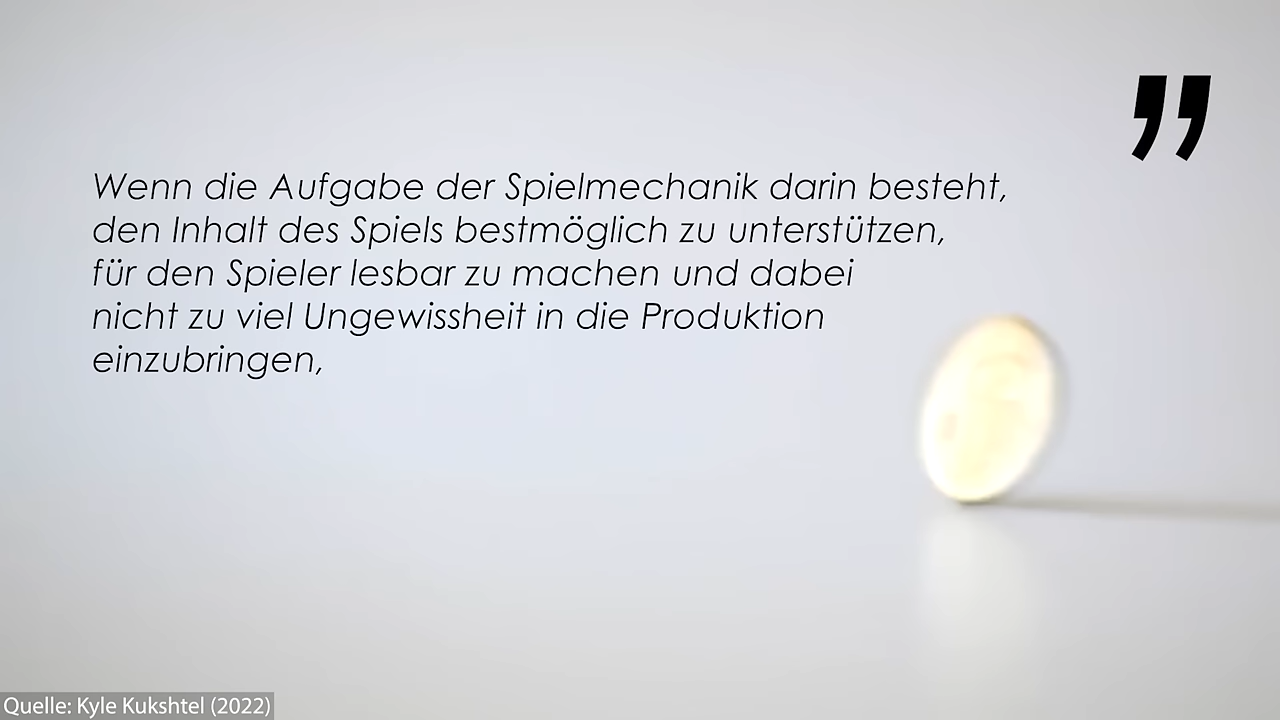 ”
Wenn die Aufgabe der Spielmechanik darin besteht,
den Inhalt des Spiels bestmöglich zu unterstützen,
für den Spieler lesbar zu machen und dabei
nicht zu viel Ungewissheit in die Produktion
einzubringen,
Quelle: Kyle Kukshtel (2022)